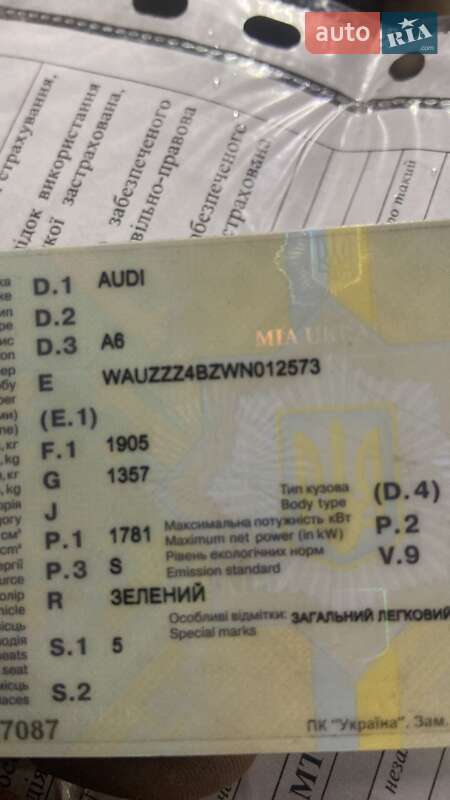 auto RIA .com
страхування,
використання
застрахована,
забезпеченого
вільно-правова
D.1 AUDI
D.2
D.3 A6
MIA UKRAINE
E WAUZZZ4BZWN012573
(E.1)
F.1 1905
G 1357
Тип кузова (D.4)
Body type
J
P.1 1781 Максимальна потужність кВт P.2
Maximum net power (in kW)
P.3 S Рівень екологічних норм V.9
Emission standard
R ЗЕЛЕНИЙ
Особливі відмітки: ЗАГАЛЬНИЙ ЛЕГКОВИЙ
Special marks
S.1 5
S.2
7087
ПК "Україна". Зам.